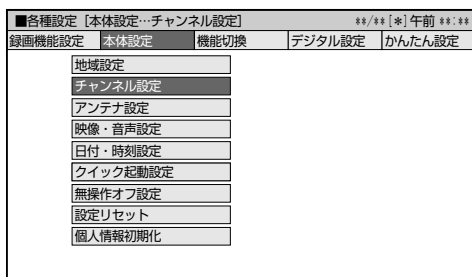 ■各種設定［本体設定…チャンネル設定］ **/**[*]午前 **:**
録画機能設定 本体設定 機能切換 デジタル設定 かんたん設定
地域設定
チャンネル設定
アンテナ設定
映像・音声設定
日付・時刻設定
クイック起動設定
無操作オフ設定
設定リセット
個人情報初期化